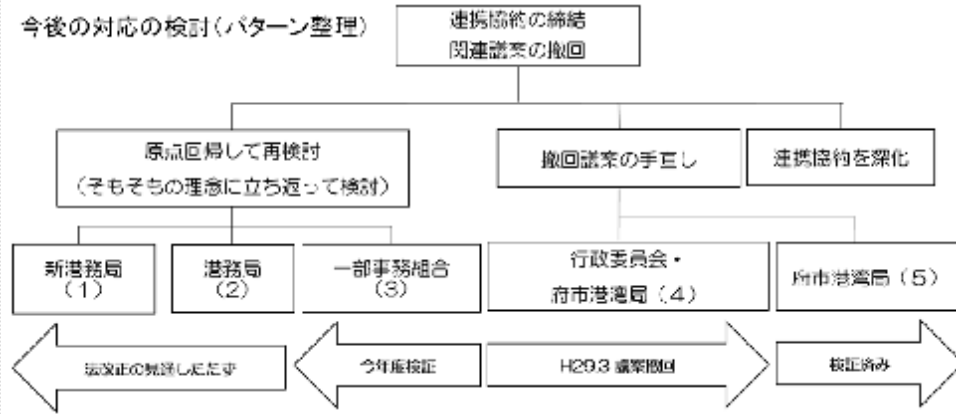 今後の対応の検討(パターン整理)
連携協約の締結
関連議案の撤回
原点回帰して再検討
(そもそもの理念に立ち返って検討)
撤回議案の手直し
連携協約を深化
新港務局
(1)
港務局
(2)
一部事務組合
(3)
行政委員会・
府市港湾局(4)
府市港湾局(5)
法改正の見通したたず
今年度検証
H29.3 議案撤回
検証済み